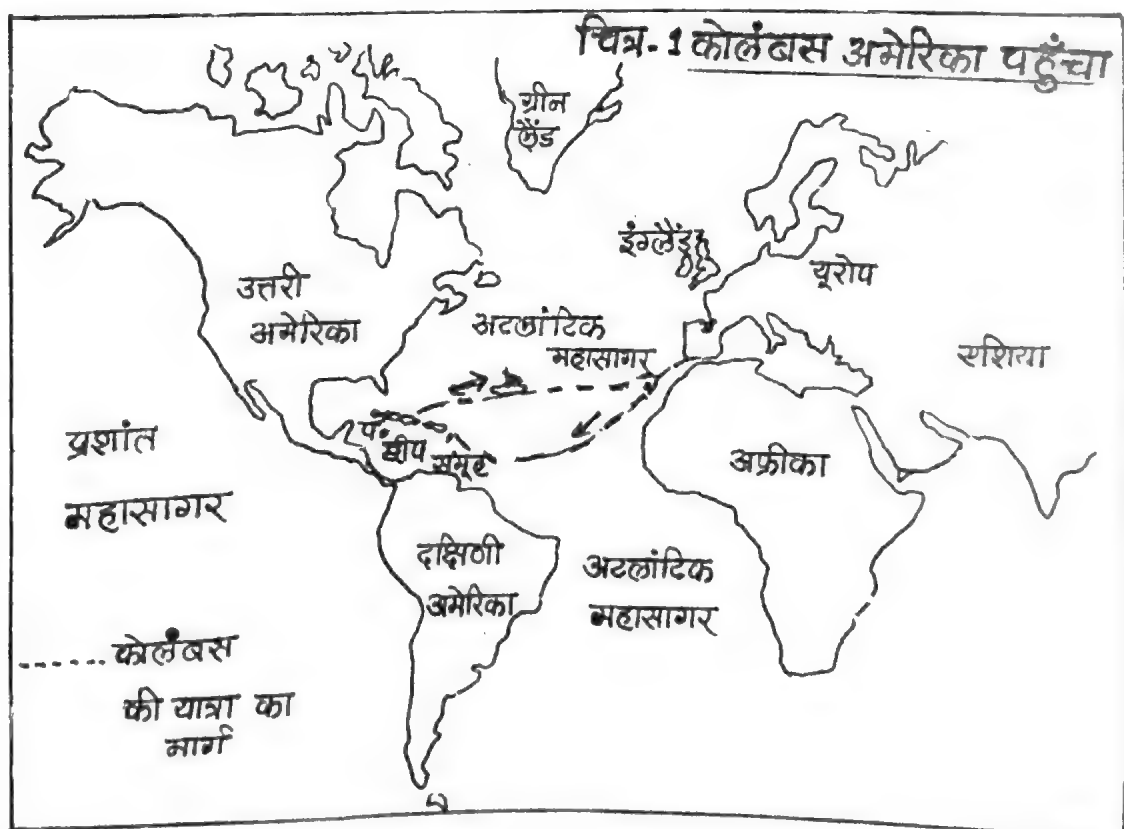 चित्र-1 कोलंबस अमेरिका पहुँचा
ग्रीन
लैंड
इंग्लैंड
यूरोप
उत्तरी
अमेरिका
अटलांटिक
महासागर
एशिया
प्रशांत
महासागर
प. द्वीप समूह
अफ्रीका
दक्षिणी
अमेरिका
अटलांटिक
महासागर
------ कोलंबस
की यात्रा का
मार्ग